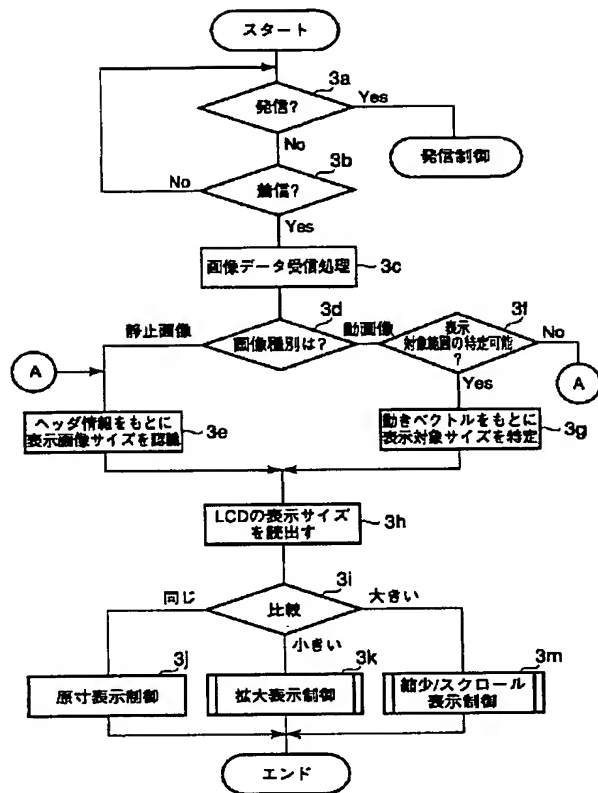 スタート
3a
発信?
Yes
No
発信制御
3b
No
着信?
Yes
画像データ受信処理
3c
3d
3f
静止画像
画像種別は?
動画像
表示
対象範囲の特定可能
?
No
A
A
Yes
ヘッダ情報をもとに
表示画像サイズを認識
3e
動きベクトルをもとに
表示対象サイズを特定
3g
LCDの表示サイズ
を読出す
3h
3i
同じ
比較
大きい
小さい
3j
3k
3m
原寸表示制御
拡大表示制御
縮少/スクロール
表示制御
エンド